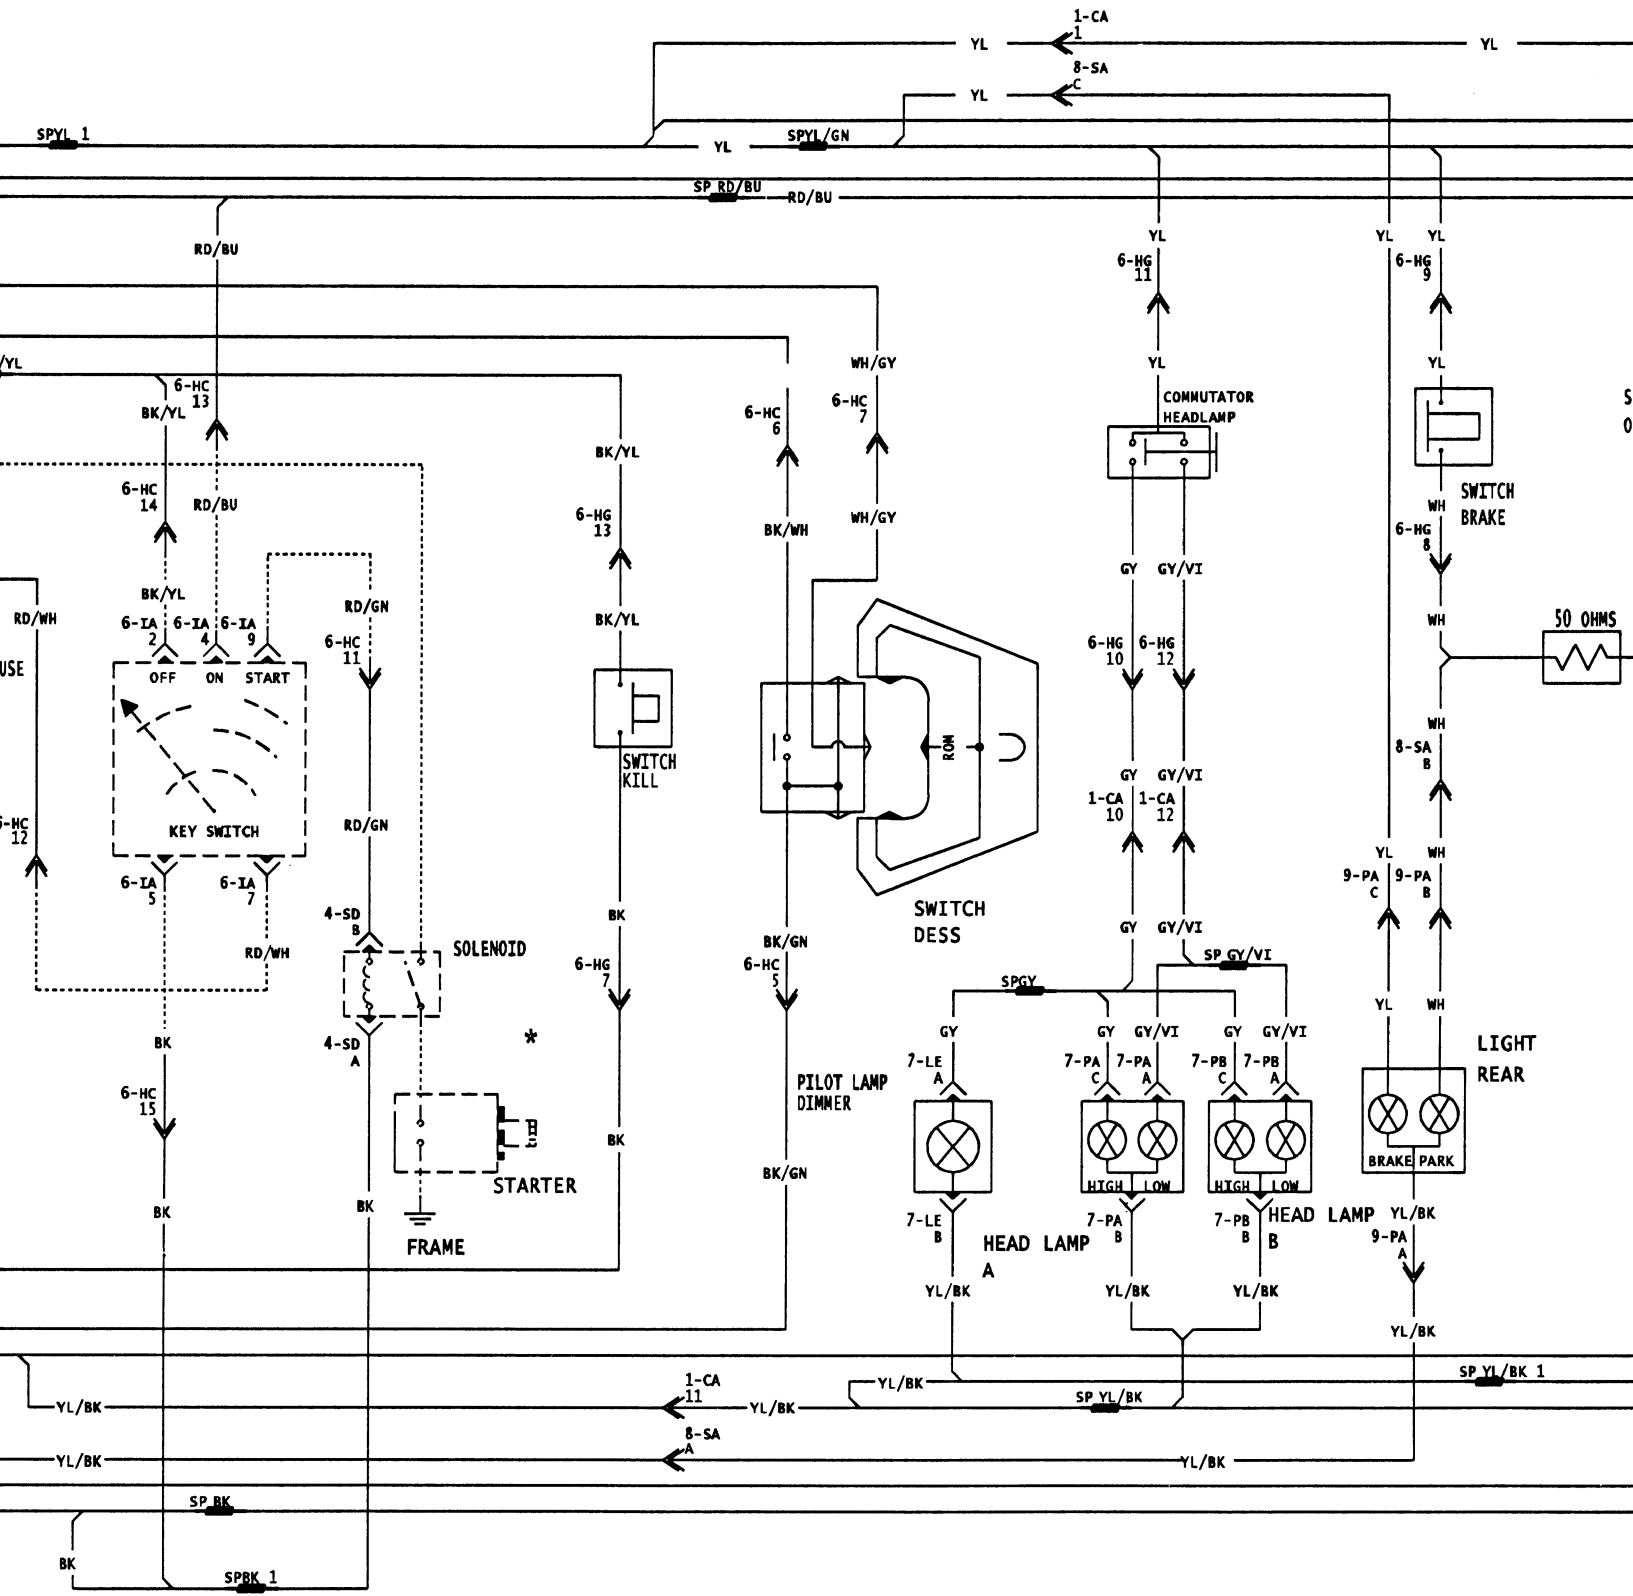 1-CA
1
YL
YL
8-SA
C
YL
SPYL 1
YL
SPYL/GN
SP RD/BU
RD/BU
RD/BU
YL
YL
YL
6-HG
11
6-HG
9
/YL
WH/GY
YL
YL
6-HC
13
BK/YL
6-HC
6
6-HC
7
COMMUTATOR
HEADLAMP
S
O
BK/YL
6-HC
14
RD/BU
6-HG
13
BK/WH
WH/GY
WH
SWITCH
BRAKE
6-HG
8
GY
GY/VI
BK/YL
RD/GN
RD/WH
BK/YL
WH
50 OHMS
6-IA
2
6-IA
4
6-IA
9
6-HC
11
6-HG
10
6-HG
12
USE
OFF
ON
START
WH
8-SA
B
ROM
SWITCH
KILL
GY
GY/VI
1-CA
10
1-CA
12
6-HC
12
KEY SWITCH
RD/GN
YL
WH
9-PA
C
9-PA
B
6-IA
5
6-IA
7
4-SD
B
BK
SWITCH
DESS
GY
GY/VI
RD/WH
SOLENOID
BK/GN
6-HG
7
6-HC
5
SP GY/VI
SPGY
YL
WH
BK
4-SD
A
*
GY
GY
GY/VI
GY
GY/VI
LIGHT
REAR
7-LE
A
7-PA
C
7-PA
A
7-PB
C
7-PB
A
6-HC
15
PILOT LAMP
DIMMER
BK
BRAKE
PARK
BK/GN
STARTER
HIGH
LOW
HIGH
LOW
BK
BK
7-LE
B
7-PA
B
7-PB
B
HEAD LAMP
B
YL/BK
9-PA
A
FRAME
HEAD LAMP
A
YL/BK
YL/BK
YL/BK
YL/BK
SP YL/BK 1
1-CA
11
YL/BK
SP YL/BK
YL/BK
YL/BK
8-SA
A
YL/BK
YL/BK
SP BK
BK
SPBK 1